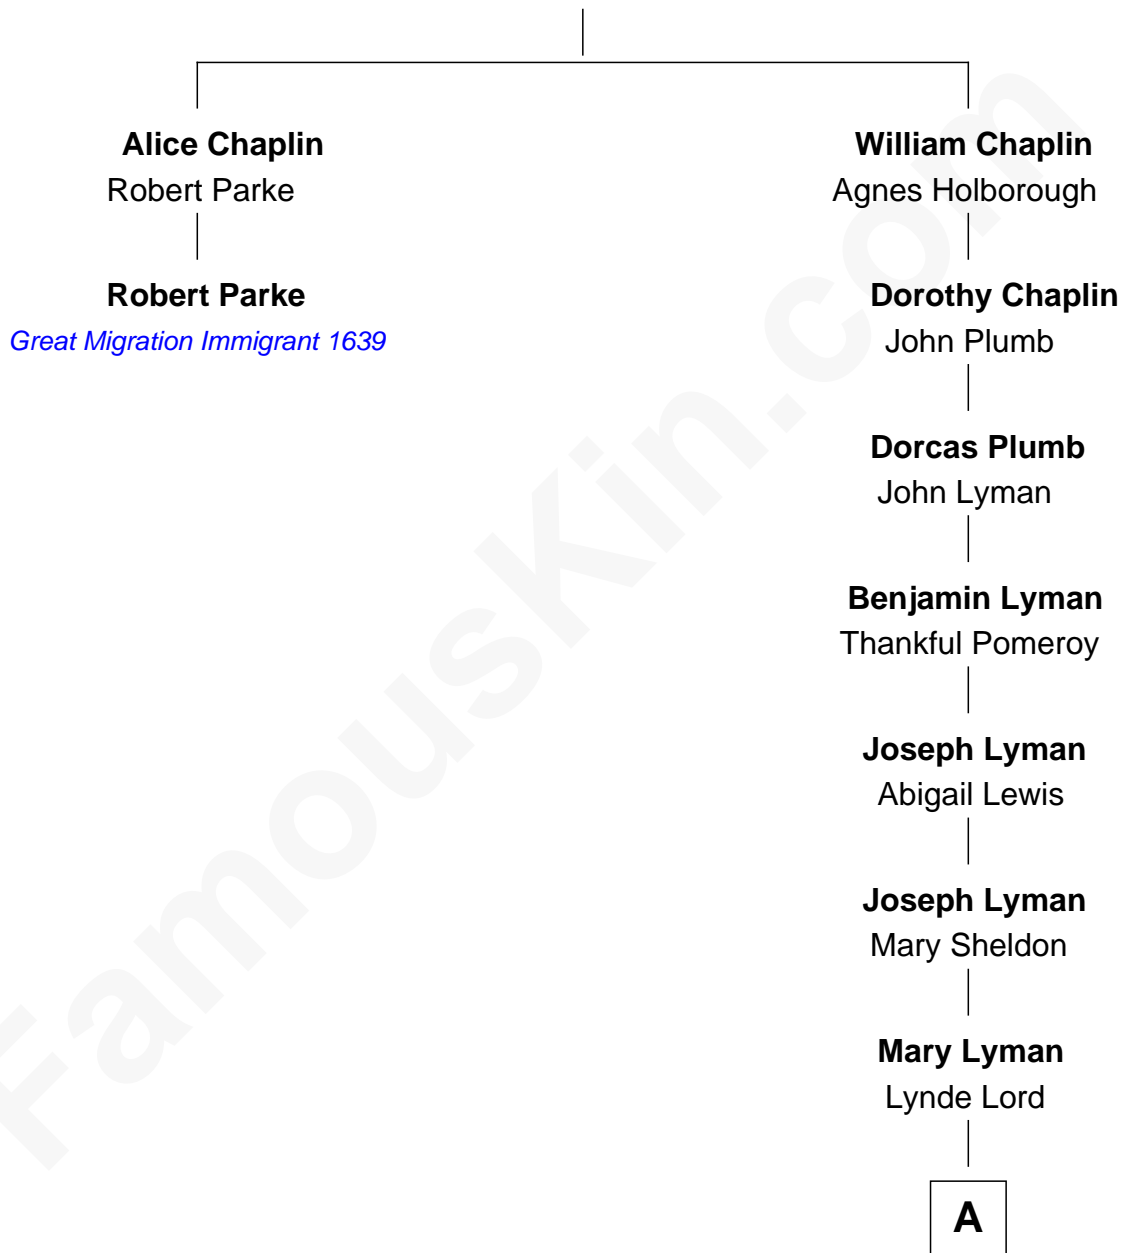 Alice Chaplin
Robert Parke
Robert Parke
Great Migration Immigrant 1639
William Chaplin
Agnes Holborough
Dorothy Chaplin
John Plumb
Dorcas Plumb
John Lyman
Benjamin Lyman
Thankful Pomeroy
Joseph Lyman
Abigail Lewis
Joseph Lyman
Mary Sheldon
Mary Lyman
Lynde Lord
A
FamousKin.com